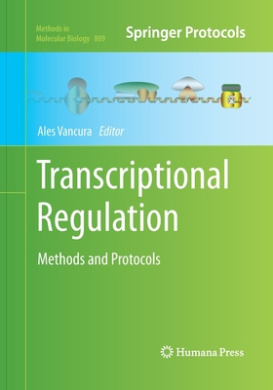 Methods in
Molecular Biology 809
Springer Protocols
Ales Vancura Editor
Transcriptional
Regulation
Methods and Protocols
Humana Press